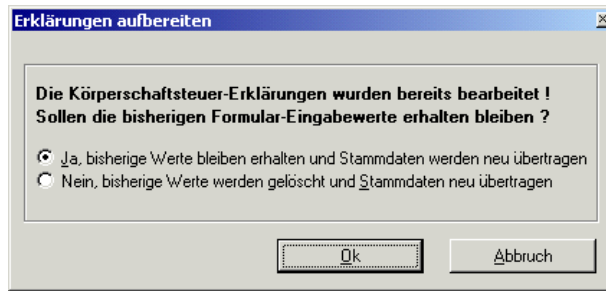 Erklärungen aufbereiten
Die Körperschaftsteuer-Erklärungen wurden bereits bearbeitet !
Sollen die bisherigen Formular-Eingabewerte erhalten bleiben ?
Ja, bisherige Werte bleiben erhalten und Stammdaten werden neu übertragen
Nein, bisherige Werte werden gelöscht und Stammdaten neu übertragen
Ok Abbruch